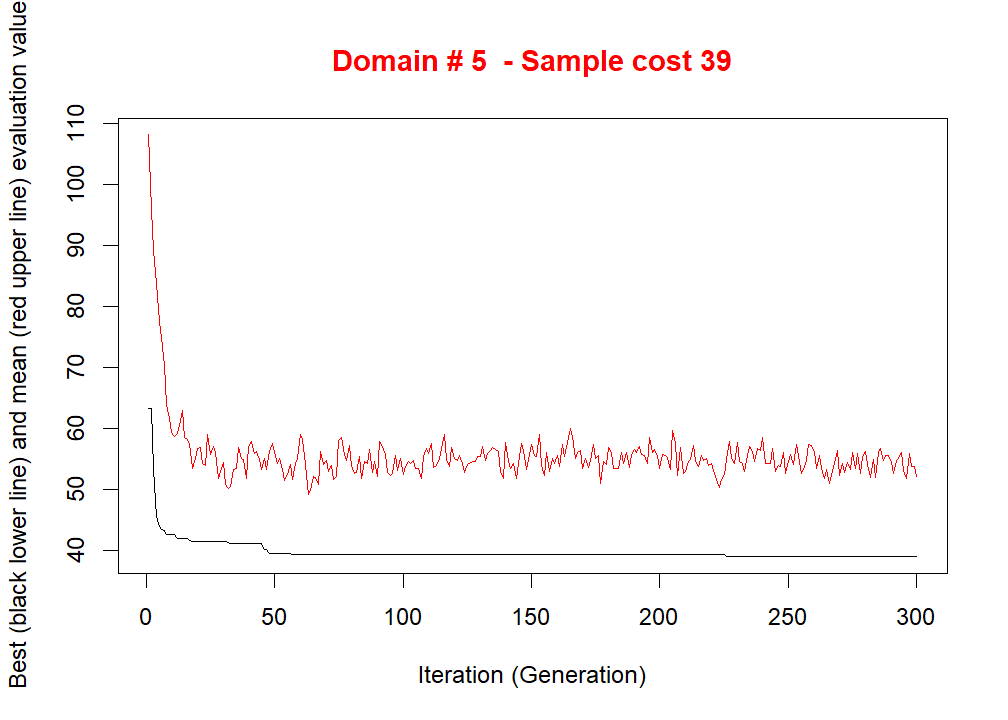 Domain # 5  - Sample cost 39
Best (black lower line) and mean (red upper line) evaluation value
110
100
90
80
70
60
50
40
0 50 100 150 200 250 300
Iteration (Generation)